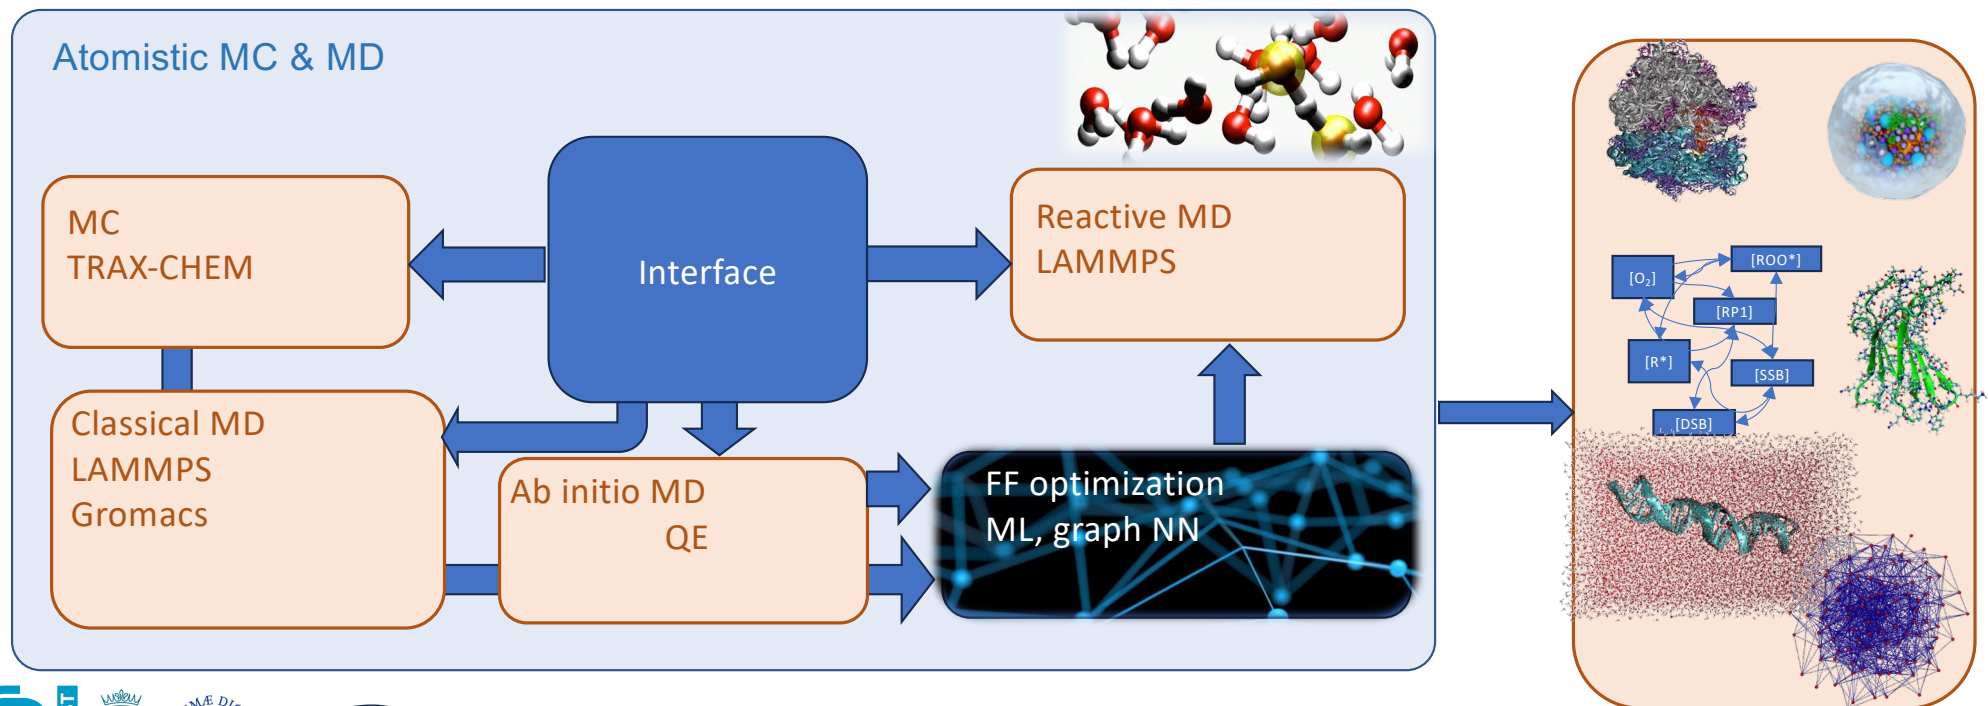 Atomistic MC & MD
MC
TRAX-CHEM
Interface
Reactive MD
LAMMPS
Classical MD
LAMMPS
Gromacs
Ab initio MD
QE
FF optimization
ML, graph NN
[O₂]
[ROO*]
[RP1]
[R*]
[SSB]
[DSB]